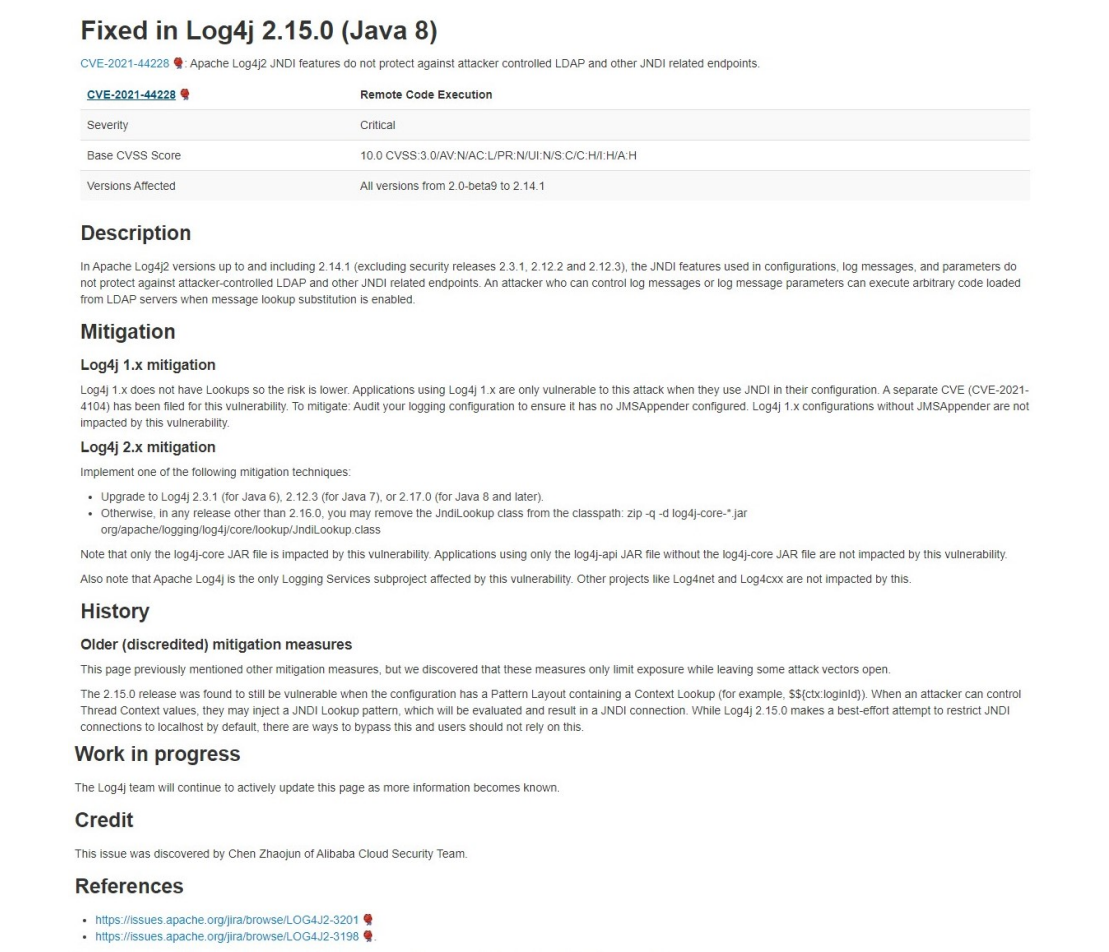 Fixed in Log4j 2.15.0 (Java 8)
CVE-2021-44228 : Apache Log4j2 JNDI features do not protect against attacker controlled LDAP and other JNDI related endpoints.
CVE-2021-44228 Remote Code Execution
Severity Critical
Base CVSS Score 10.0 CVSS:3.0/AV:N/AC:L/PR:N/UI:N/S:C/C:H/I:H/A:H
Versions Affected All versions from 2.0-beta9 to 2.14.1
Description
In Apache Log4j2 versions up to and including 2.14.1 (excluding security releases 2.3.1, 2.12.2 and 2.12.3), the JNDI features used in configurations, log messages, and parameters do
not protect against attacker-controlled LDAP and other JNDI related endpoints. An attacker who can control log messages or log message parameters can execute arbitrary code loaded
from LDAP servers when message lookup substitution is enabled.
Mitigation
Log4j 1.x mitigation
Log4j 1.x does not have Lookups so the risk is lower. Applications using Log4j 1.x are only vulnerable to this attack when they use JNDI in their configuration. A separate CVE (CVE-2021-
4104) has been filed for this vulnerability. To mitigate: Audit your logging configuration to ensure it has no JMSAppender configured. Log4j 1.x configurations without JMSAppender are not
impacted by this vulnerability.
Log4j 2.x mitigation
Implement one of the following mitigation techniques:
• Upgrade to Log4j 2.3.1 (for Java 6), 2.12.3 (for Java 7), or 2.17.0 (for Java 8 and later).
• Otherwise, in any release other than 2.16.0, you may remove the JndiLookup class from the classpath: zip -q -d log4j-core-*.jar
org/apache/logging/log4j/core/lookup/JndiLookup.class
Note that only the log4j-core JAR file is impacted by this vulnerability. Applications using only the log4j-api JAR file without the log4j-core JAR file are not impacted by this vulnerability.
Also note that Apache Log4j is the only Logging Services subproject affected by this vulnerability. Other projects like Log4net and Log4cxx are not impacted by this.
History
Older (discredited) mitigation measures
This page previously mentioned other mitigation measures, but we discovered that these measures only limit exposure while leaving some attack vectors open.
The 2.15.0 release was found to still be vulnerable when the configuration has a Pattern Layout containing a Context Lookup (for example, $${ctx:loginId}). When an attacker can control
Thread Context values, they may inject a JNDI Lookup pattern, which will be evaluated and result in a JNDI connection. While Log4j 2.15.0 makes a best-effort attempt to restrict JNDI
connections to localhost by default, there are ways to bypass this and users should not rely on this.
Work in progress
The Log4j team will continue to actively update this page as more information becomes known.
Credit
This issue was discovered by Chen Zhaojun of Alibaba Cloud Security Team.
References
• https://issues.apache.org/jira/browse/LOG4J2-3201
• https://issues.apache.org/jira/browse/LOG4J2-3198 .